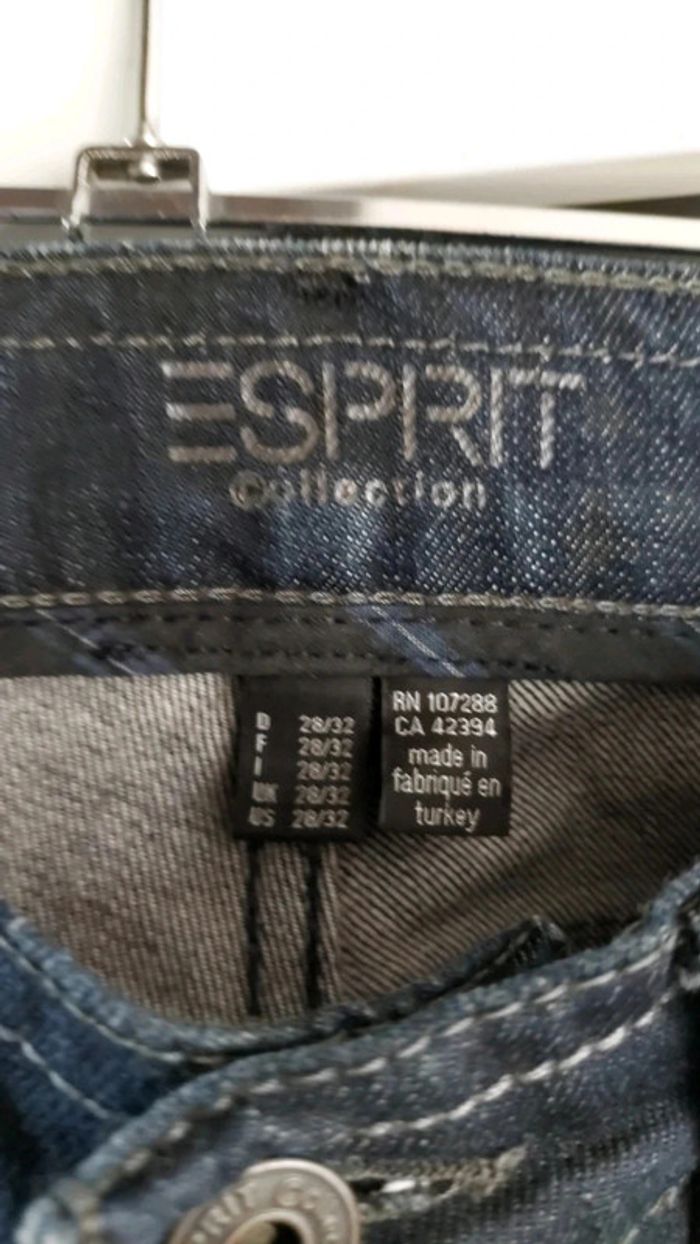 ESPRIT
Collection
D 28/32
F 28/32
I 28/32
UK 28/32
US 28/32
RN 107288
CA 42394
made in
fabriqué en
turkey
PRIT